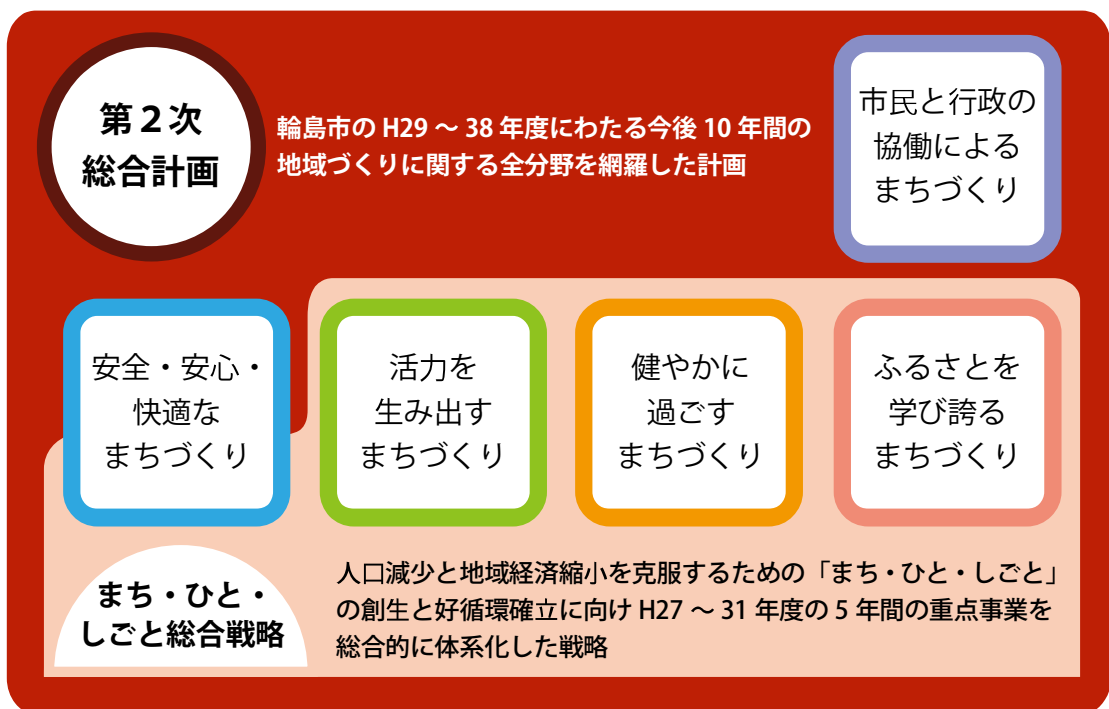 第２次
総合計画
輪島市の H29 ～ 38 年度にわたる今後 10 年間の
地域づくりに関する全分野を網羅した計画
市民と行政の
協働による
まちづくり
安全・安心・
快適な
まちづくり
活力を
生み出す
まちづくり
健やかに
過ごす
まちづくり
ふるさとを
学び誇る
まちづくり
まち・ひと・
しごと総合戦略
人口減少と地域経済縮小を克服するための「まち・ひと・しごと」
の創生と好循環確立に向け H27 ～ 31 年度の 5 年間の重点事業を
総合的に体系化した戦略